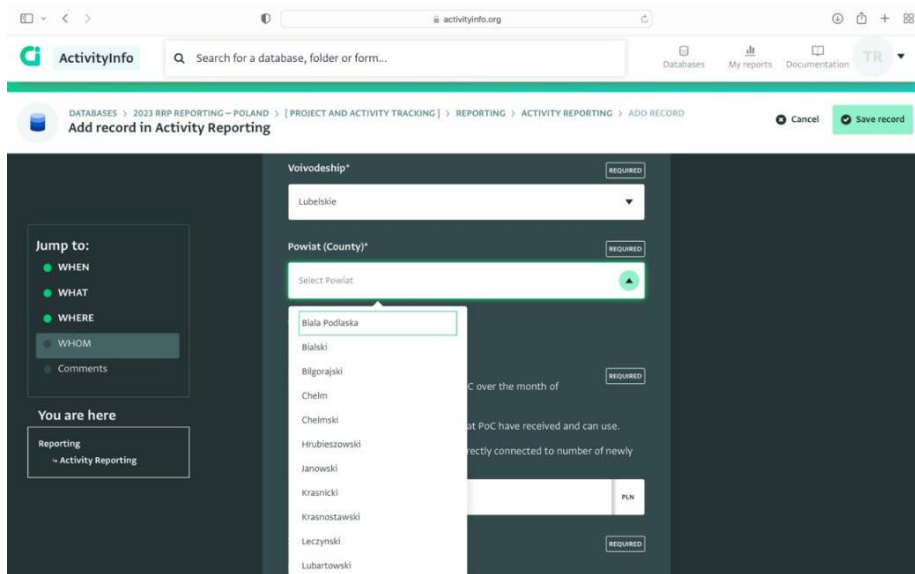 activityinfo.org
ActivityInfo
Search for a database, folder or form...
Databases
My reports
Documentation
TR
DATABASES > 2023 RRP REPORTING – POLAND > [ PROJECT AND ACTIVITY TRACKING ] > REPORTING > ACTIVITY REPORTING > ADD RECORD
Add record in Activity Reporting
Cancel
Save record
Jump to:
WHEN
WHAT
WHERE
WHOM
Comments
You are here
Reporting
Activity Reporting
Voivodeship*
REQUIRED
Lubelskie
Powiat (County)*
REQUIRED
Select Powiat
Biala Podlaska
Bialski
Bilgorajski
Chelm
Chelmski
Hrubieszowski
Janowski
Krasnicki
Krasnostawski
Leczynski
Lubartowski
REQUIRED
C over the month of
at PoC have received and can use.
rectly connected to number of newly
PLN
REQUIRED